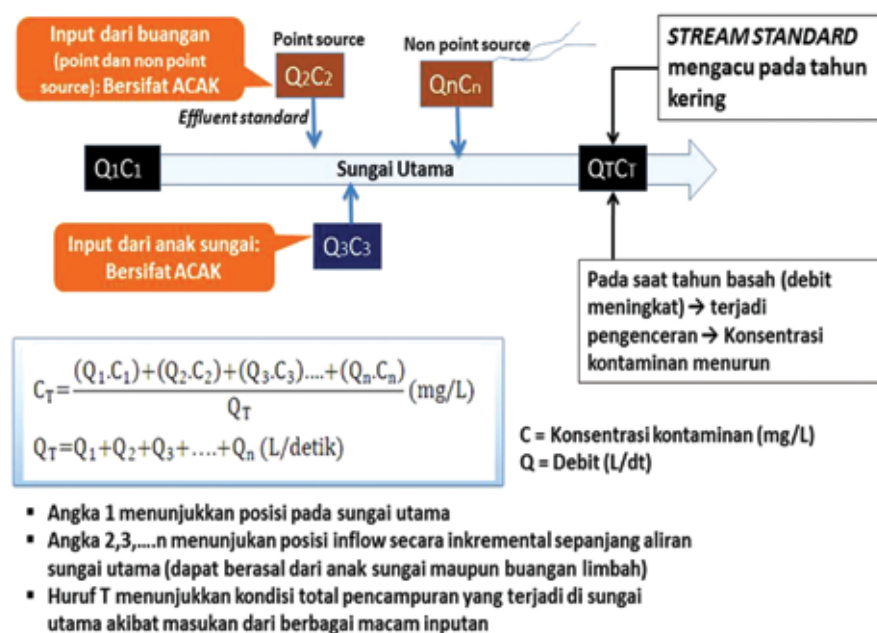 Input dari buangan
(point dan non point
source): Bersifat ACAK
Point source
Non point source
STREAM STANDARD
mengacu pada tahun
kering
Q2C2
QnCn
Effluent standard
Q1C1
Sungai Utama
QTCT
Input dari anak sungai:
Bersifat ACAK
Q3C3
Pada saat tahun basah (debit
meningkat) → terjadi
pengenceran → Konsentrasi
kontaminan menurun
CT=(Q1.C1)+(Q2.C2)+(Q3.C3)....+(Qn.Cn)/QT (mg/L)
QT=Q1+Q2+Q3+....+Qn (L/detik)
C = Konsentrasi kontaminan (mg/L)
Q = Debit (L/dt)
▪ Angka 1 menunjukkan posisi pada sungai utama
▪ Angka 2,3,....n menunjukan posisi inflow secara inkremental sepanjang aliran
sungai utama (dapat berasal dari anak sungai maupun buangan limbah)
▪ Huruf T menunjukkan kondisi total pencampuran yang terjadi di sungai
utama akibat masukan dari berbagai macam inputan